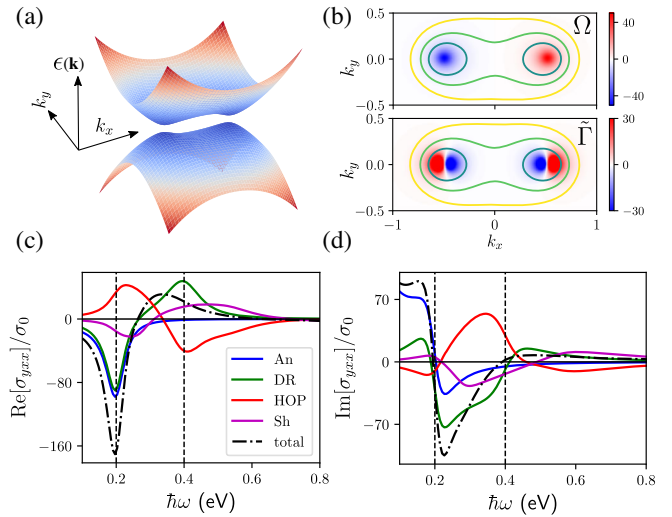 (a)
ϵ(k)
k_y
k_x
(b)
0.5
0.0
−0.5
k_y
Ω
40
0
−40
0.5
0.0
−0.5
k_y
Γ̃
30
0
−30
−1
0
1
k_x
(c)
Re[σ_yxx]/σ_0
0
−80
−160
An
DR
HOP
Sh
total
0.2
0.4
0.6
0.8
ħω (eV)
(d)
Im[σ_yxx]/σ_0
70
0
−70
0.2
0.4
0.6
0.8
ħω (eV)